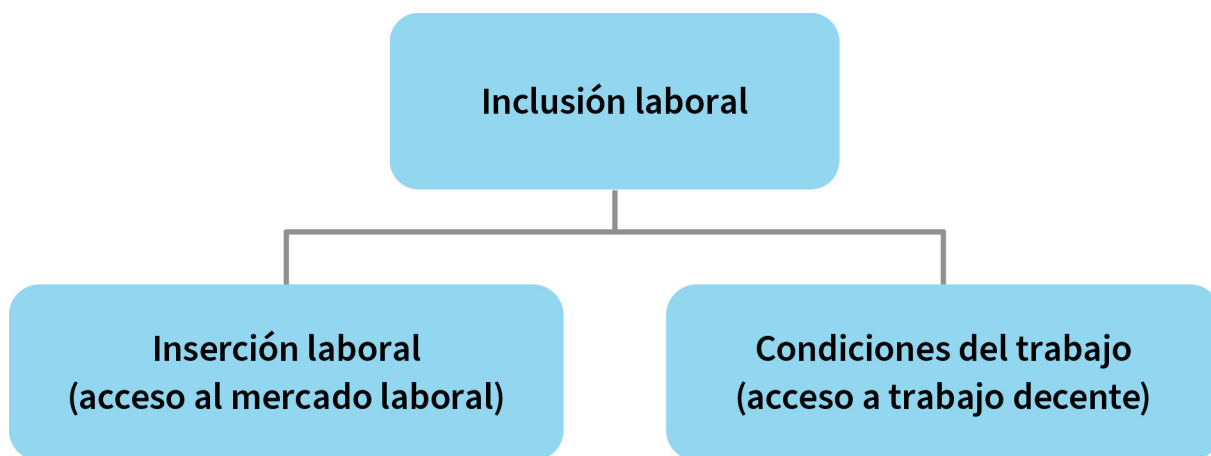 Inclusión laboral
Inserción laboral
(acceso al mercado laboral)
Condiciones del trabajo
(acceso a trabajo decente)